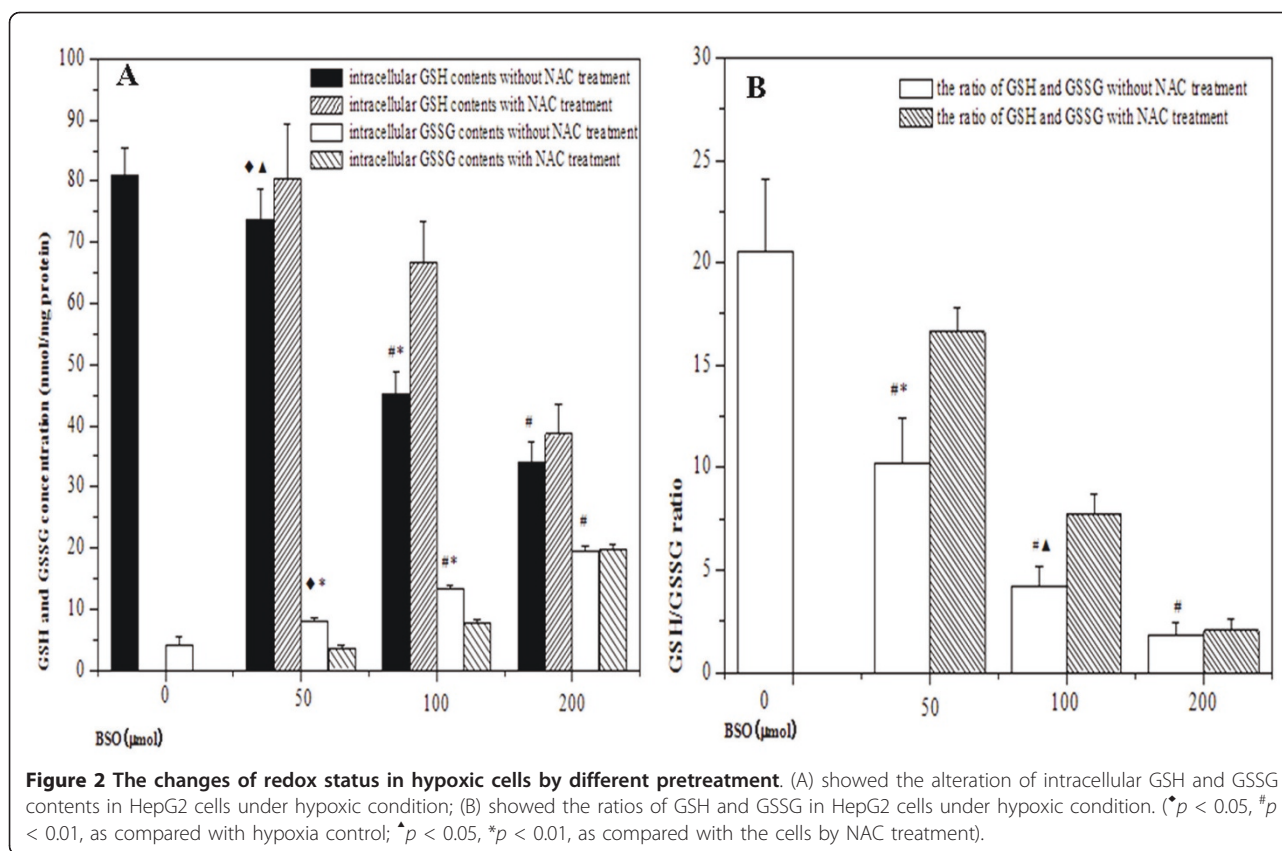 A
intracellular GSH contents without NAC treatment
intracellular GSH contents with NAC treatment
intracellular GSSG contents without NAC treatment
intracellular GSSG contents with NAC treatment
GSH and GSSG concentration (nmol/mg protein)
100
90
80
70
60
50
40
30
20
10
0
♦▲
♦*
#*
#*
#
#
0
50
100
200
BSO(μmol)
B
the ratio of GSH and GSSG without NAC treatment
the ratio of GSH and GSSG with NAC treatment
GSH/GSSG ratio
30
25
20
15
10
5
0
#*
#▲
#
0
50
100
200
BSO(μmol)
Figure 2 The changes of redox status in hypoxic cells by different pretreatment. (A) showed the alteration of intracellular GSH and GSSG
contents in HepG2 cells under hypoxic condition; (B) showed the ratios of GSH and GSSG in HepG2 cells under hypoxic condition. (♦p < 0.05, #p
< 0.01, as compared with hypoxia control; ▲p < 0.05, *p < 0.01, as compared with the cells by NAC treatment).